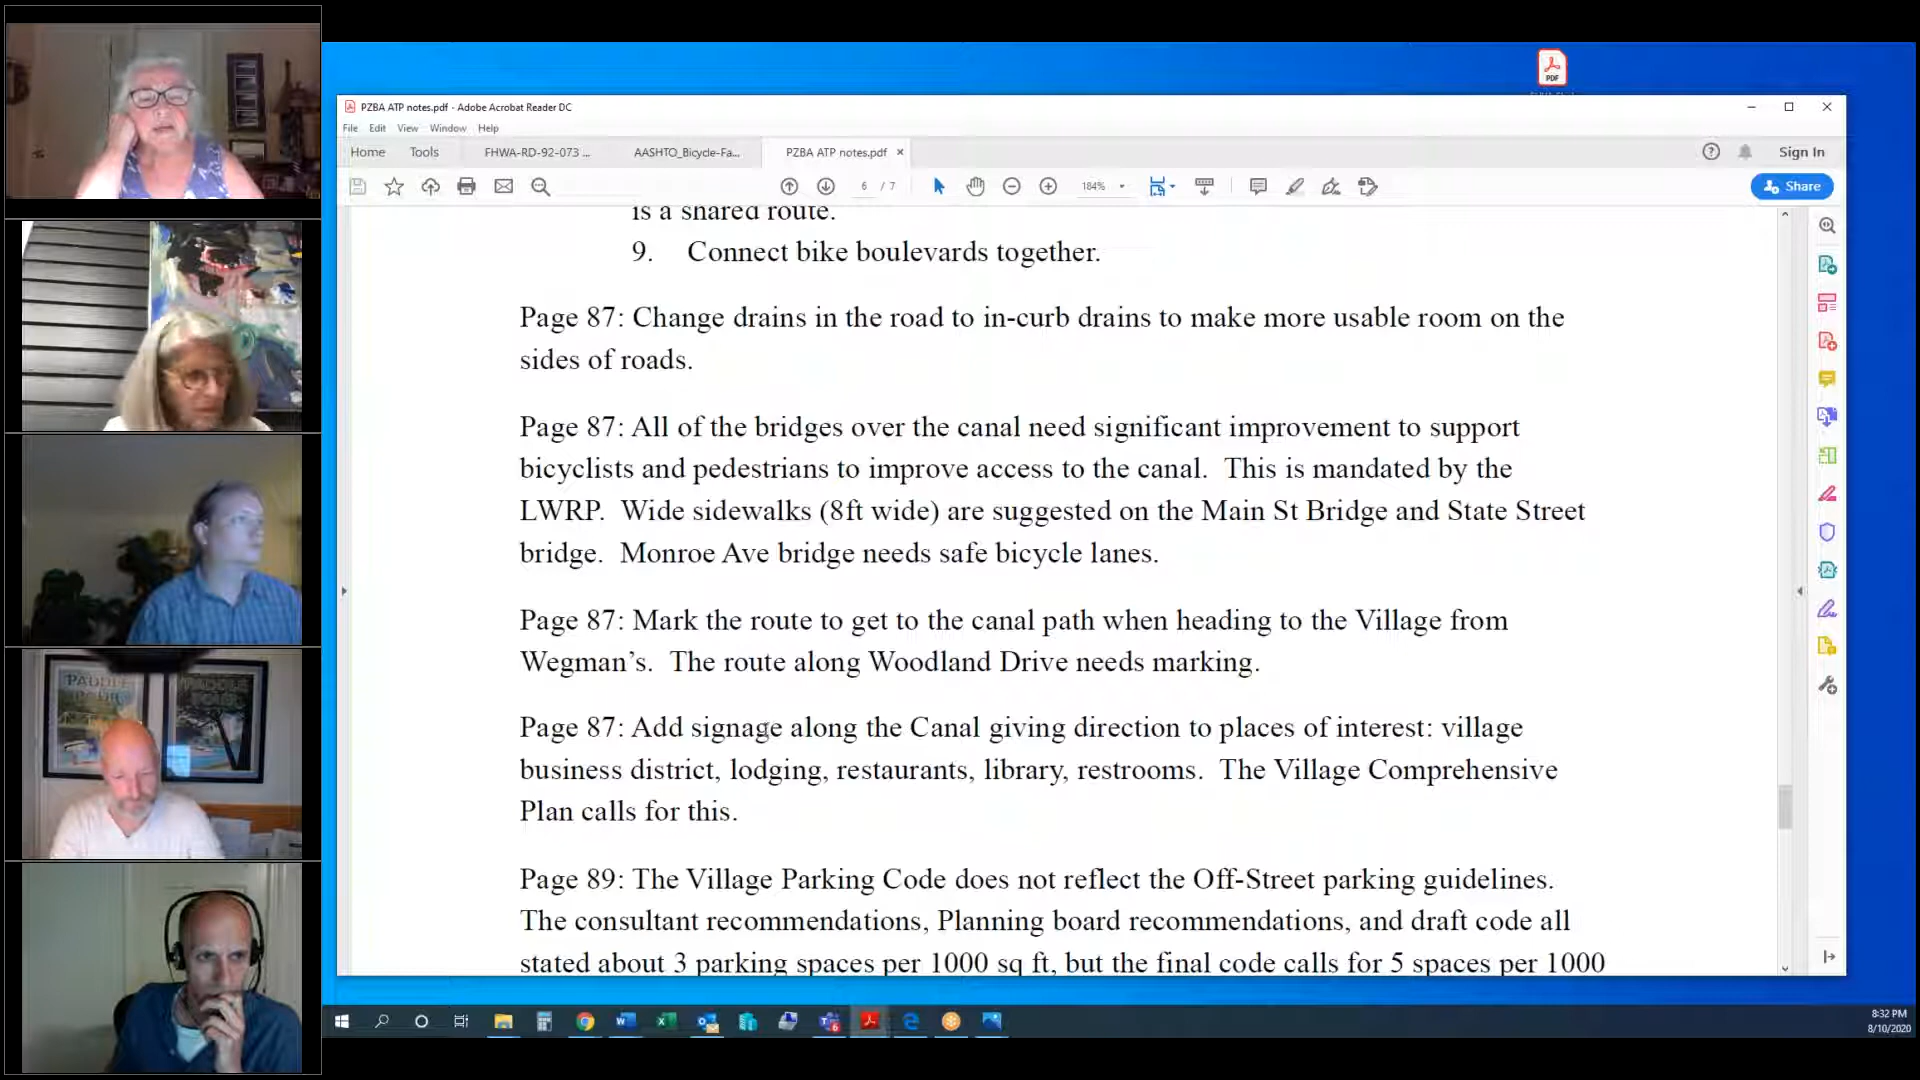 PZBA ATP notes.pdf - Adobe Acrobat Reader DC
File Edit View Window Help
Home Tools FHWA-RD-92-073 ... AASHTO_Bicycle-Fa... PZBA ATP notes.pdf × Sign In
6 / 7 184% Share
is a shared route.
9. Connect bike boulevards together.
Page 87: Change drains in the road to in-curb drains to make more usable room on the
sides of roads.
Page 87: All of the bridges over the canal need significant improvement to support
bicyclists and pedestrians to improve access to the canal. This is mandated by the
LWRP. Wide sidewalks (8ft wide) are suggested on the Main St Bridge and State Street
bridge. Monroe Ave bridge needs safe bicycle lanes.
Page 87: Mark the route to get to the canal path when heading to the Village from
Wegman’s. The route along Woodland Drive needs marking.
Page 87: Add signage along the Canal giving direction to places of interest: village
business district, lodging, restaurants, library, restrooms. The Village Comprehensive
Plan calls for this.
Page 89: The Village Parking Code does not reflect the Off-Street parking guidelines.
The consultant recommendations, Planning board recommendations, and draft code all
stated about 3 parking spaces per 1000 sq ft, but the final code calls for 5 spaces per 1000
PDF
PADDLE
PADDLE
8:32 PM
8/10/2020